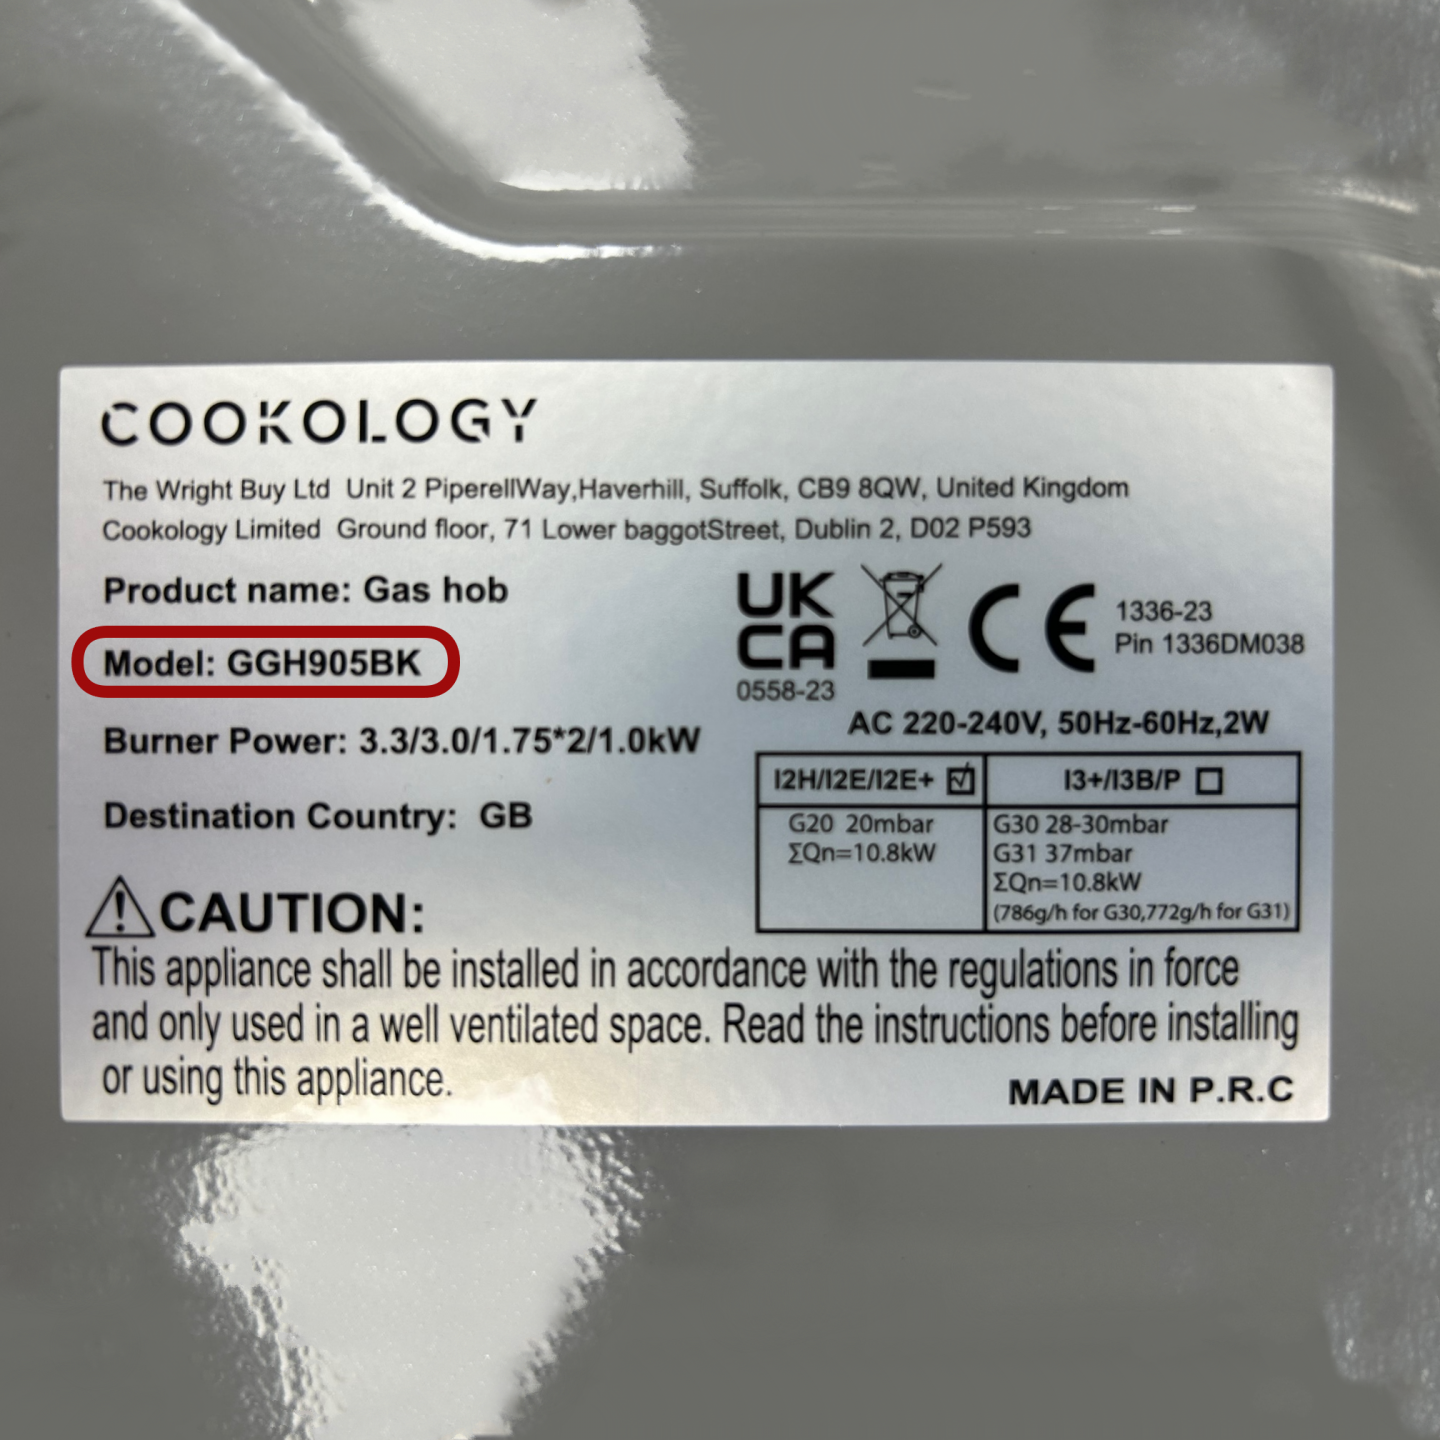 COOKOLOGY
The Wright Buy Ltd Unit 2 PiperellWay,Haverhill, Suffolk, CB9 8QW, United Kingdom
Cookology Limited Ground floor, 71 Lower baggotStreet, Dublin 2, D02 P593
Product name: Gas hob
Model: GGH905BK
Burner Power: 3.3/3.0/1.75*2/1.0kW
Destination Country: GB
UK
CA
0558-23
CE
1336-23
Pin 1336DM038
AC 220-240V, 50Hz-60Hz,2W
I2H/I2E/I2E+ ☑
G20 20mbar
ΣQn=10.8kW
I3+/I3B/P ☐
G30 28-30mbar
G31 37mbar
ΣQn=10.8kW
(786g/h for G30,772g/h for G31)
CAUTION:
This appliance shall be installed in accordance with the regulations in force
and only used in a well ventilated space. Read the instructions before installing
or using this appliance.
MADE IN P.R.C